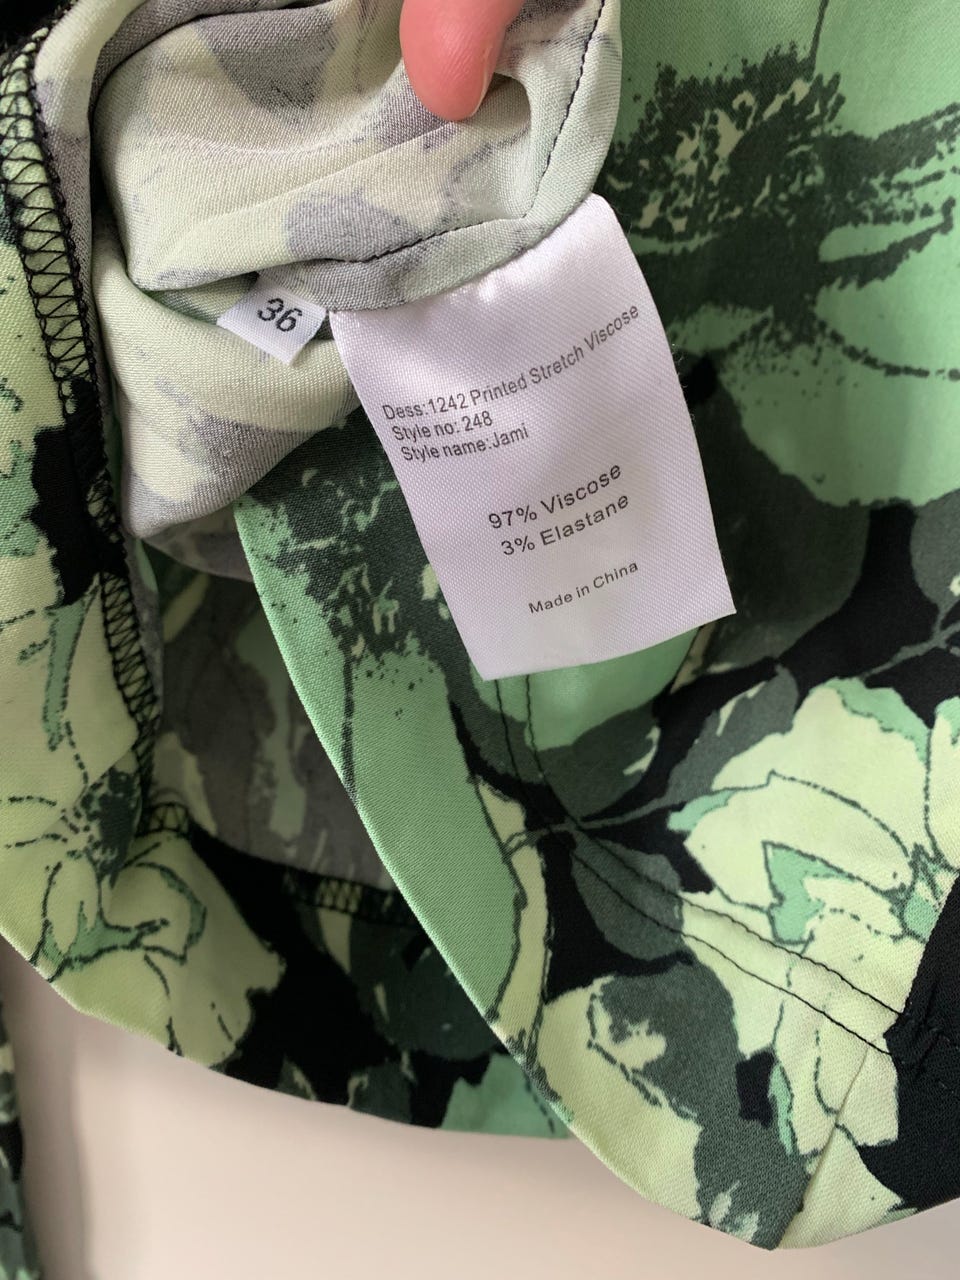 36
Dess:1242 Printed Stretch Viscose
Style no: 248
Style name:Jami
97% Viscose
3% Elastane
Made in China